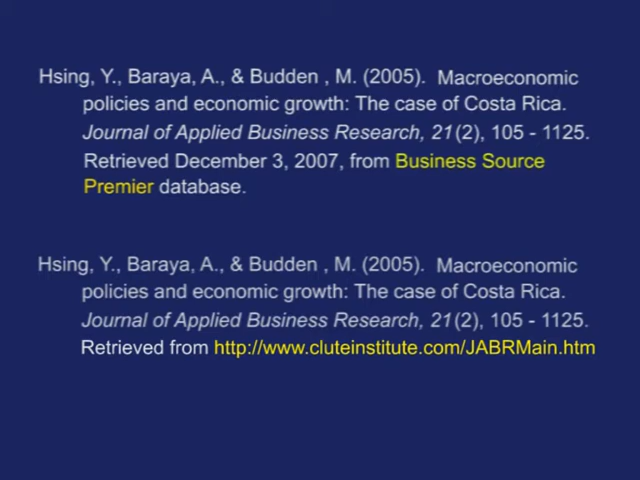 Hsing, Y., Baraya, A., & Budden , M. (2005). Macroeconomic
policies and economic growth: The case of Costa Rica.
Journal of Applied Business Research, 21(2), 105 - 1125.
Retrieved December 3, 2007, from Business Source
Premier database.
Hsing, Y., Baraya, A., & Budden , M. (2005). Macroeconomic
policies and economic growth: The case of Costa Rica.
Journal of Applied Business Research, 21(2), 105 - 1125.
Retrieved from http://www.cluteinstitute.com/JABRMain.htm